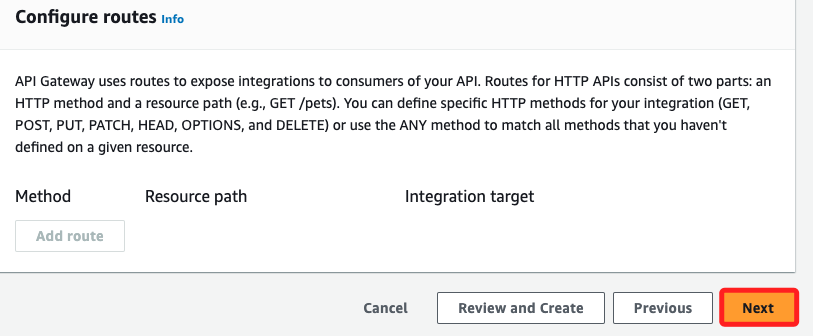 Configure routes Info
API Gateway uses routes to expose integrations to consumers of your API. Routes for HTTP APIs consist of two parts: an
HTTP method and a resource path (e.g., GET /pets). You can define specific HTTP methods for your integration (GET,
POST, PUT, PATCH, HEAD, OPTIONS, and DELETE) or use the ANY method to match all methods that you haven't
defined on a given resource.
Method Resource path Integration target
Add route
Cancel Review and Create Previous Next